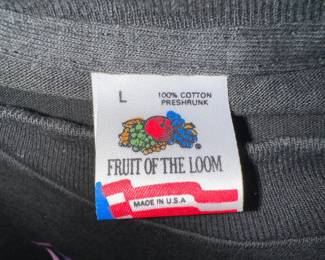 L 100% COTTON
PRESHRUNK
®
FRUIT OF THE LOOM
MADE IN U.S.A